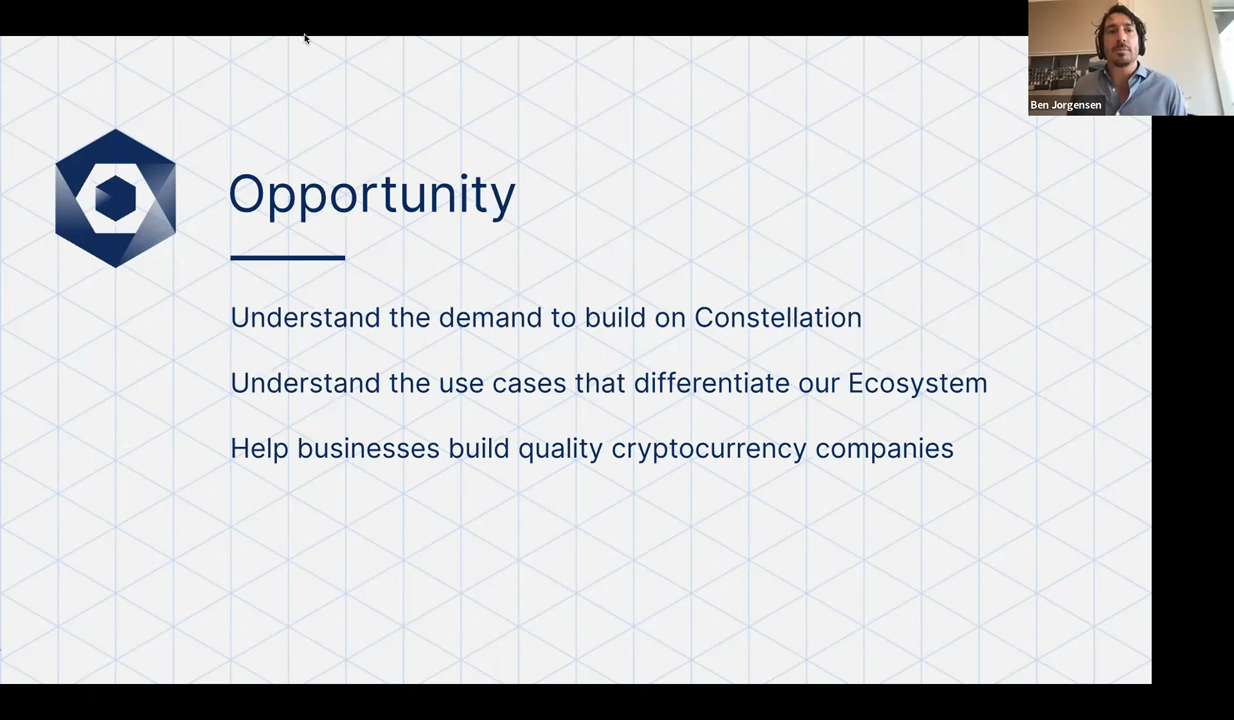 Ben Jorgensen
Opportunity
Understand the demand to build on Constellation
Understand the use cases that differentiate our Ecosystem
Help businesses build quality cryptocurrency companies